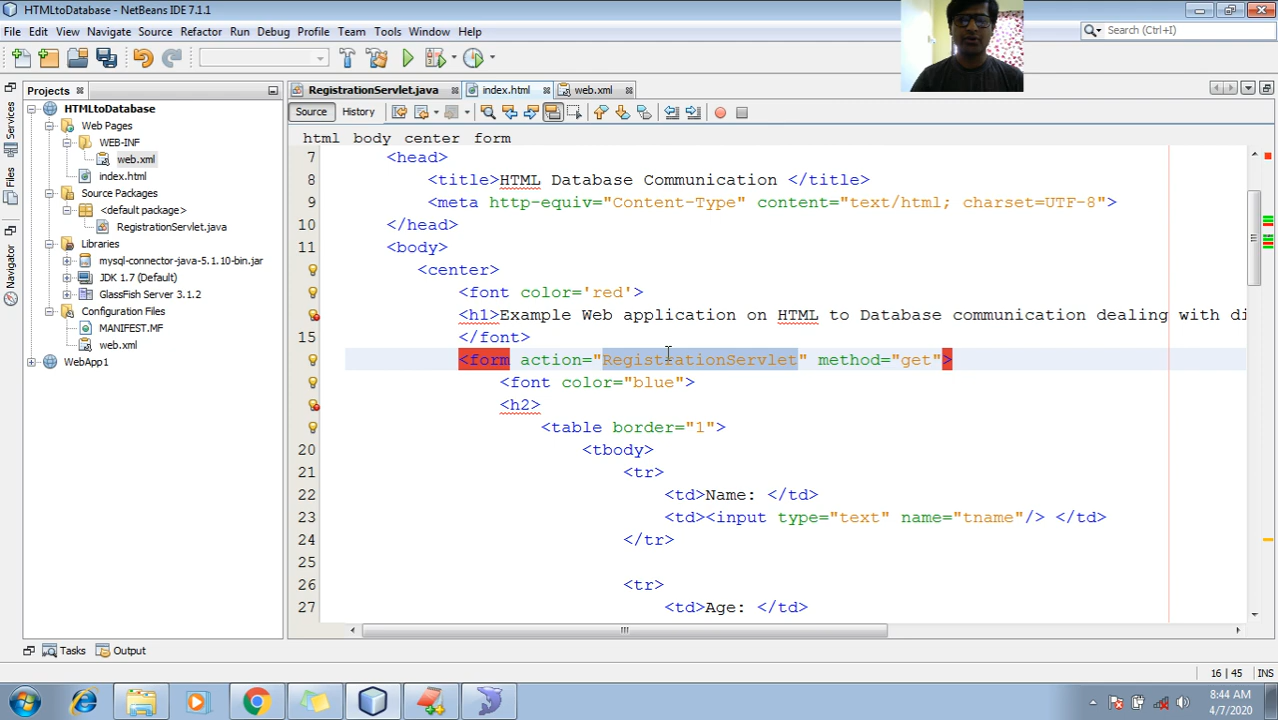 HTMLtoDatabase - NetBeans IDE 7.1.1
File Edit View Navigate Source Refactor Run Debug Profile Team Tools Window Help
Search (Ctrl+I)
Projects
Services
Files
Navigator
HTMLtoDatabase
Web Pages
WEB-INF
web.xml
index.html
Source Packages
<default package>
RegistrationServlet.java
Libraries
mysql-connector-java-5.1.10-bin.jar
JDK 1.7 (Default)
GlassFish Server 3.1.2
Configuration Files
MANIFEST.MF
web.xml
WebApp1
RegistrationServlet.java index.html web.xml
Source History
html body center form
7 <head>
8 <title>HTML Database Communication </title>
9 <meta http-equiv="Content-Type" content="text/html; charset=UTF-8">
10 </head>
11 <body>
<center>
<font color='red'>
<h1>Example Web application on HTML to Database communication dealing with di
15 </font>
<form action="RegistrationServlet" method="get">
<font color="blue">
<h2>
<table border="1">
20 <tbody>
21 <tr>
22 <td>Name: </td>
23 <td><input type="text" name="tname"/> </td>
24 </tr>
25
26 <tr>
27 <td>Age: </td>
Tasks Output
16 | 45 INS
8:44 AM
4/7/2020